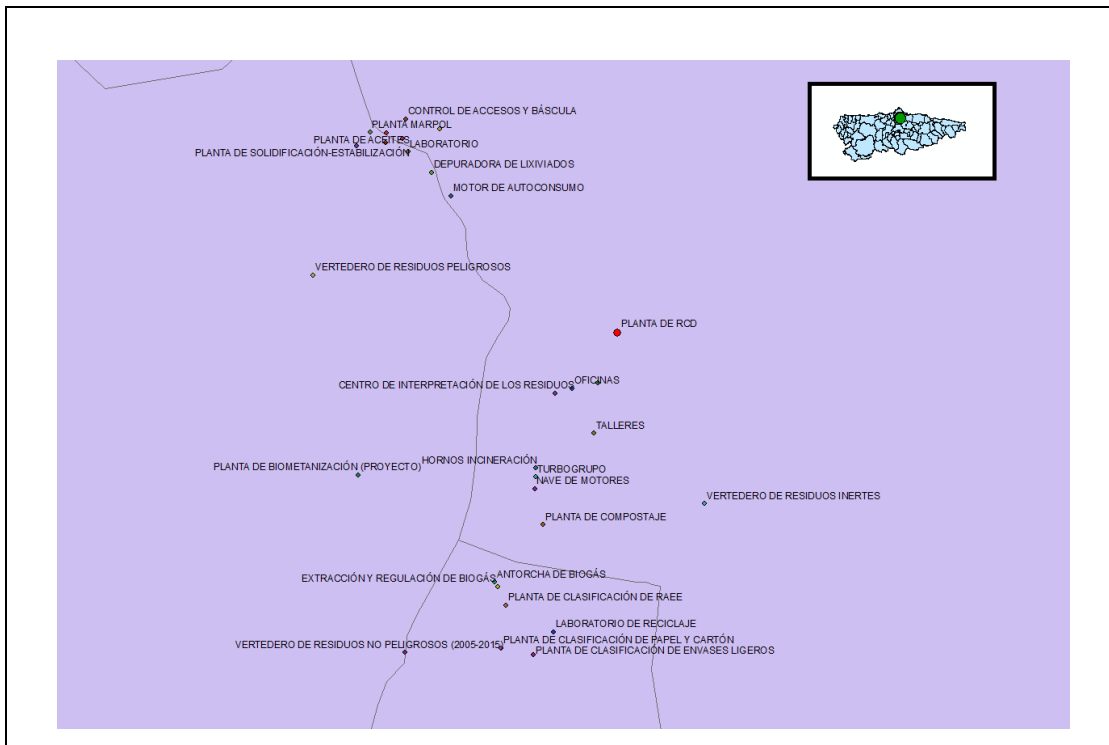 CONTROL DE ACCESOS Y BÁSCULA
PLANTA MARPOL
PLANTA DE ACEITES
LABORATORIO
PLANTA DE SOLIDIFICACIÓN-ESTABILIZACIÓN
DEPURADORA DE LIXIVIADOS
MOTOR DE AUTOCONSUMO
VERTEDERO DE RESIDUOS PELIGROSOS
PLANTA DE RCD
OFICINAS
CENTRO DE INTERPRETACIÓN DE LOS RESIDUOS
TALLERES
HORNOS INCINERACIÓN
PLANTA DE BIOMETANIZACIÓN (PROYECTO)
TURBOGRUPO
NAVE DE MOTORES
VERTEDERO DE RESIDUOS INERTES
PLANTA DE COMPOSTAJE
EXTRACCIÓN Y REGULACIÓN DE BIOGÁS
ANTORCHA DE BIOGÁS
PLANTA DE CLASIFICACIÓN DE RAEE
LABORATORIO DE RECICLAJE
VERTEDERO DE RESIDUOS NO PELIGROSOS (2005-2015)
PLANTA DE CLASIFICACIÓN DE PAPEL Y CARTÓN
PLANTA DE CLASIFICACIÓN DE ENVASES LIGEROS